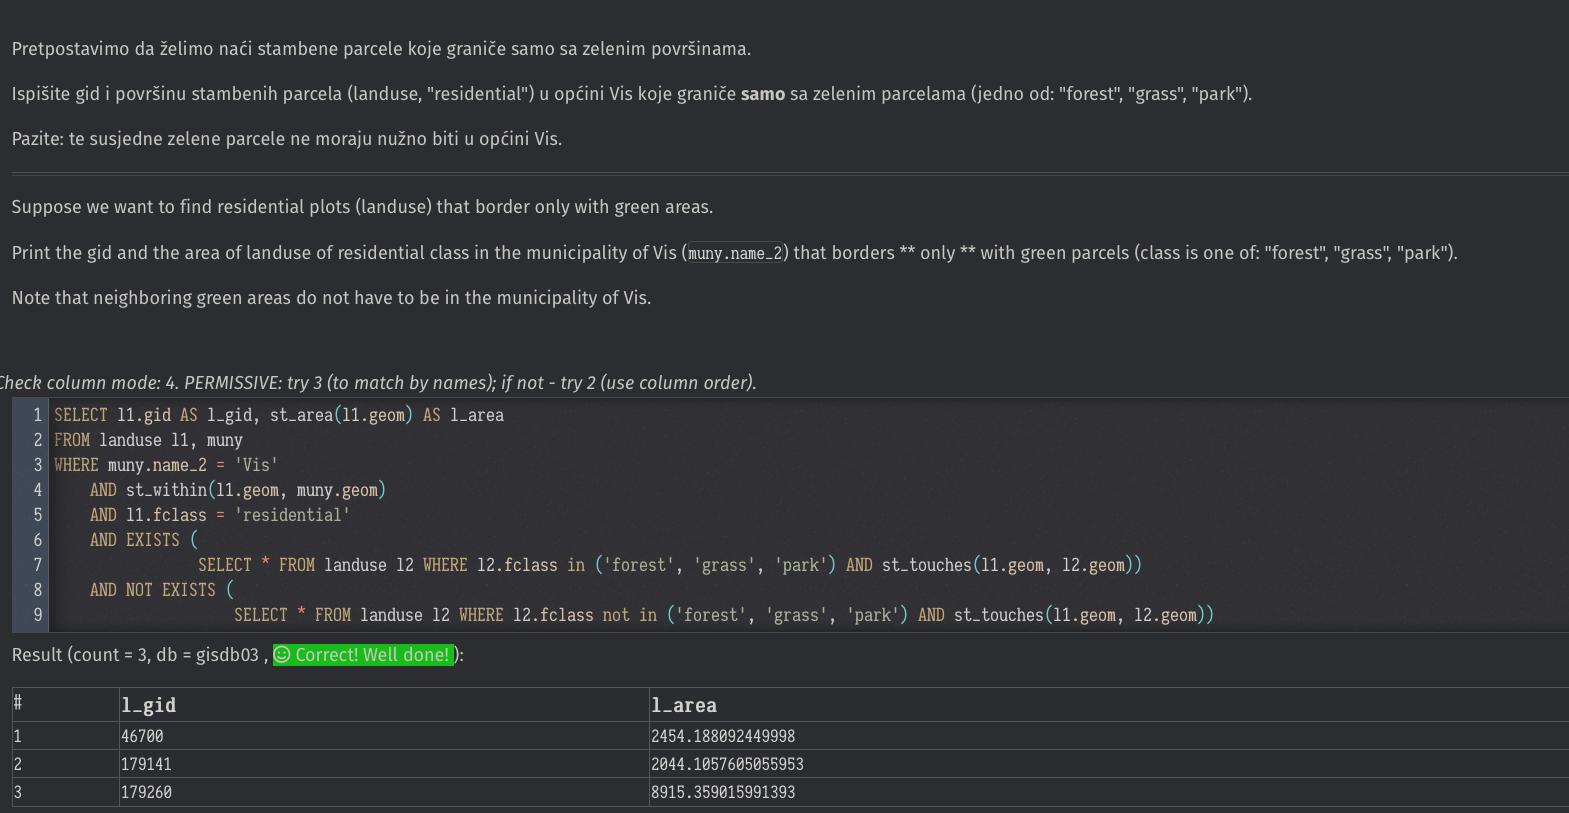 Pretpostavimo da želimo naći stambene parcele koje graniče samo sa zelenim površinama.
Ispišite gid i površinu stambenih parcela (landuse, "residential") u općini Vis koje graniče samo sa zelenim parcelama (jedno od: "forest", "grass", "park").
Pazite: te susjedne zelene parcele ne moraju nužno biti u općini Vis.
Suppose we want to find residential plots (landuse) that border only with green areas.
Print the gid and the area of landuse of residential class in the municipality of Vis (muny.name_2) that borders ** only ** with green parcels (class is one of: "forest", "grass", "park").
Note that neighboring green areas do not have to be in the municipality of Vis.
Check column mode: 4. PERMISSIVE: try 3 (to match by names); if not - try 2 (use column order).
1 SELECT l1.gid AS l_gid, st_area(l1.geom) AS l_area
2 FROM landuse l1, muny
3 WHERE muny.name_2 = 'Vis'
4 AND st_within(l1.geom, muny.geom)
5 AND l1.fclass = 'residential'
6 AND EXISTS (
7 SELECT * FROM landuse l2 WHERE l2.fclass in ('forest', 'grass', 'park') AND st_touches(l1.geom, l2.geom))
8 AND NOT EXISTS (
9 SELECT * FROM landuse l2 WHERE l2.fclass not in ('forest', 'grass', 'park') AND st_touches(l1.geom, l2.geom))
Result (count = 3, db = gisdb03 , Correct! Well done! ):
# l_gid l_area
1 46700 2454.188092449998
2 179141 2044.1057605055953
3 179260 8915.359015991393